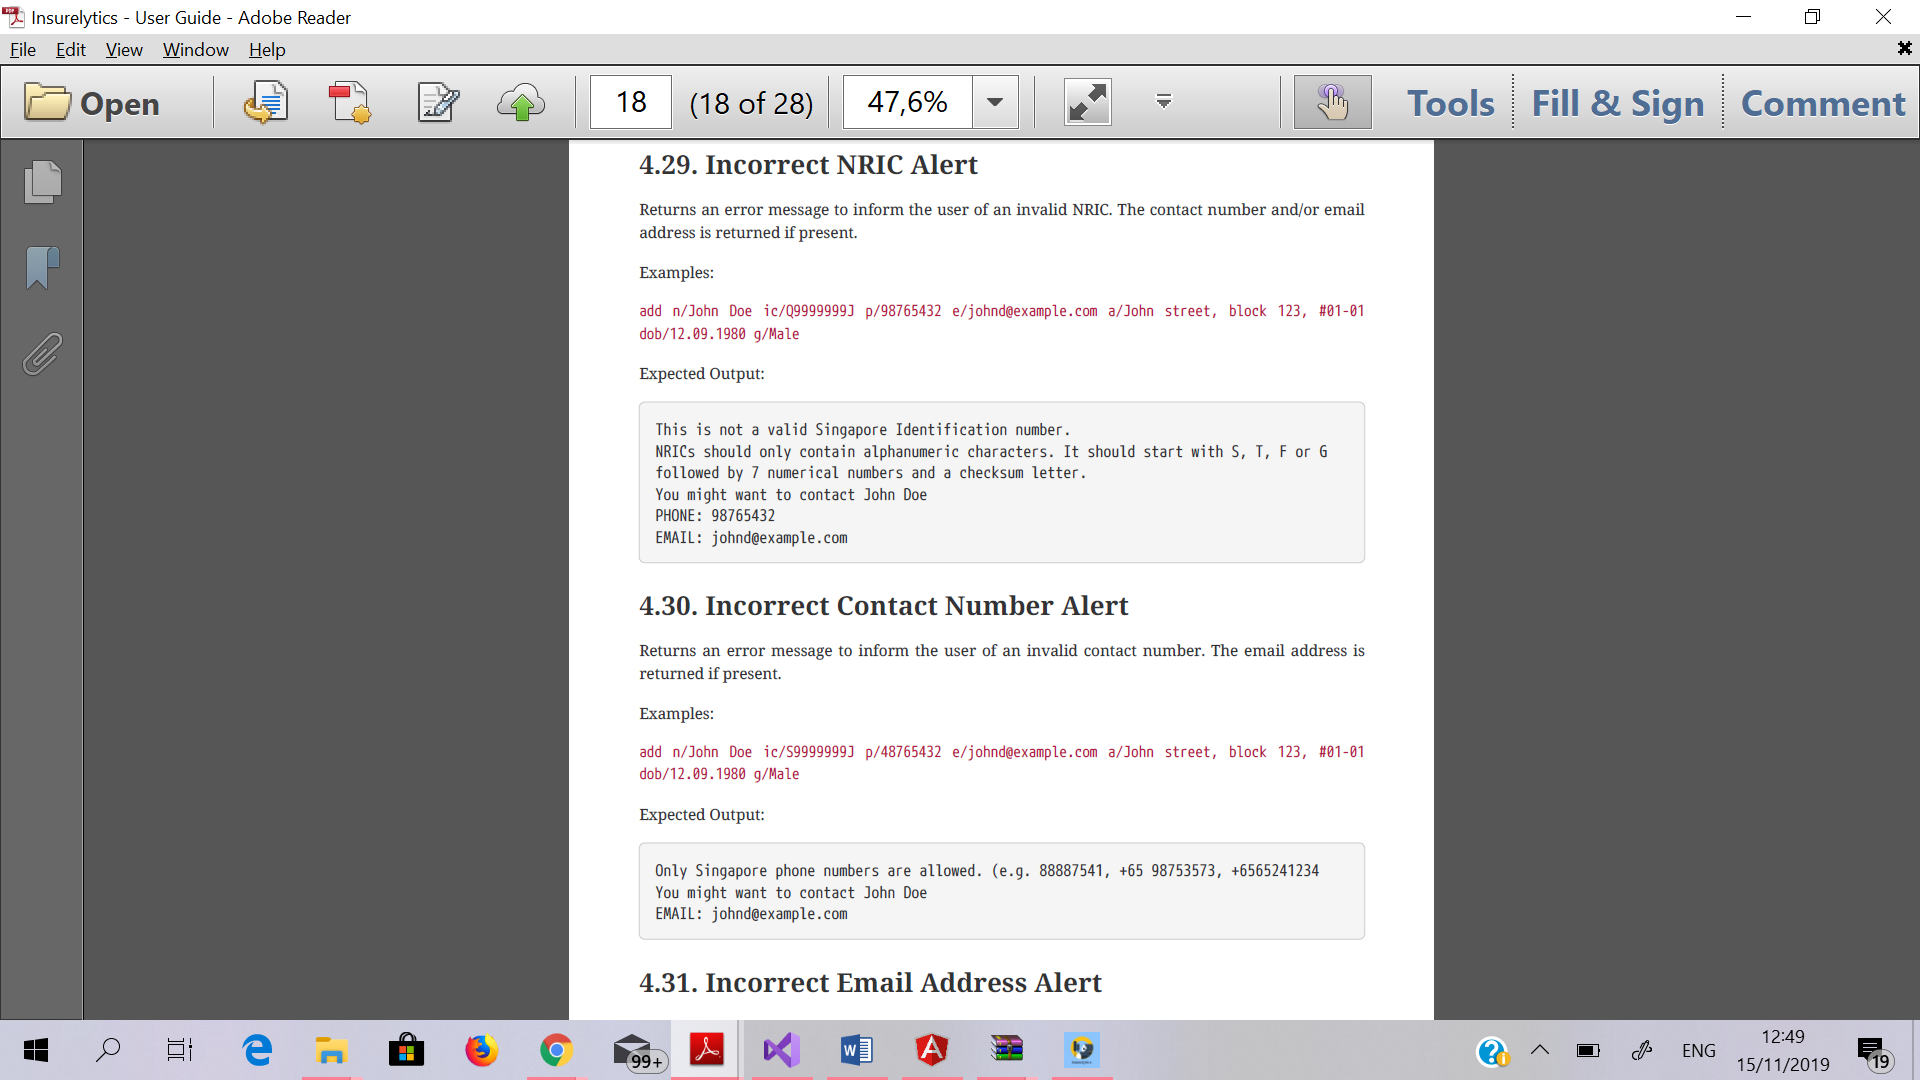 Insurelytics - User Guide - Adobe Reader
File Edit View Window Help
Open 18 (18 of 28) 47,6% Tools Fill & Sign Comment
4.29. Incorrect NRIC Alert
Returns an error message to inform the user of an invalid NRIC. The contact number and/or email
address is returned if present.
Examples:
add n/John Doe ic/Q9999999J p/98765432 e/johnd@example.com a/John street, block 123, #01-01
dob/12.09.1980 g/Male
Expected Output:
This is not a valid Singapore Identification number.
NRICs should only contain alphanumeric characters. It should start with S, T, F or G
followed by 7 numerical numbers and a checksum letter.
You might want to contact John Doe
PHONE: 98765432
EMAIL: johnd@example.com
4.30. Incorrect Contact Number Alert
Returns an error message to inform the user of an invalid contact number. The email address is
returned if present.
Examples:
add n/John Doe ic/S9999999J p/48765432 e/johnd@example.com a/John street, block 123, #01-01
dob/12.09.1980 g/Male
Expected Output:
Only Singapore phone numbers are allowed. (e.g. 88887541, +65 98753573, +6565241234
You might want to contact John Doe
EMAIL: johnd@example.com
4.31. Incorrect Email Address Alert
99+
ENG
12:49
15/11/2019
19